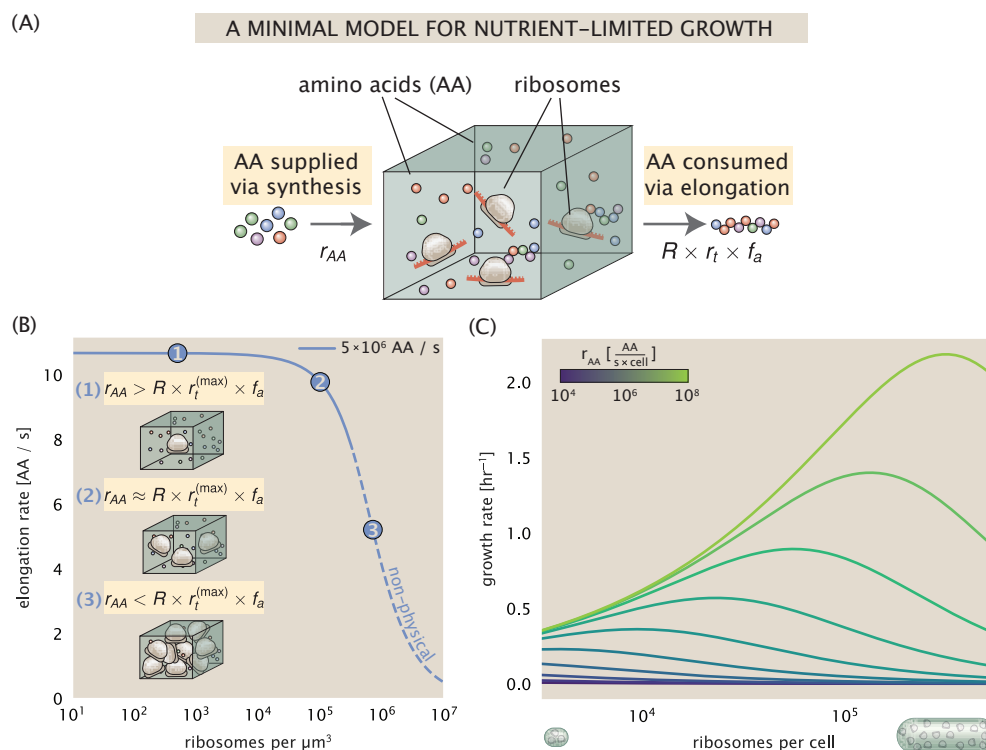 (A)
A MINIMAL MODEL FOR NUTRIENT–LIMITED GROWTH
amino acids (AA)
ribosomes
AA supplied
via synthesis
r_AA
AA consumed
via elongation
R × r_t × f_a
(B)
5×10⁶ AA / s
elongation rate [AA / s]
10
8
6
4
2
0
1
2
3
(1) r_AA > R × r_t^(max) × f_a
(2) r_AA ≈ R × r_t^(max) × f_a
(3) r_AA < R × r_t^(max) × f_a
non–physical
10¹ 10² 10³ 10⁴ 10⁵ 10⁶ 10⁷
ribosomes per µm³
(C)
r_AA [AA / s × cell]
10⁴ 10⁶ 10⁸
growth rate [hr⁻¹]
2.0
1.5
1.0
0.5
0.0
10⁴ 10⁵
ribosomes per cell